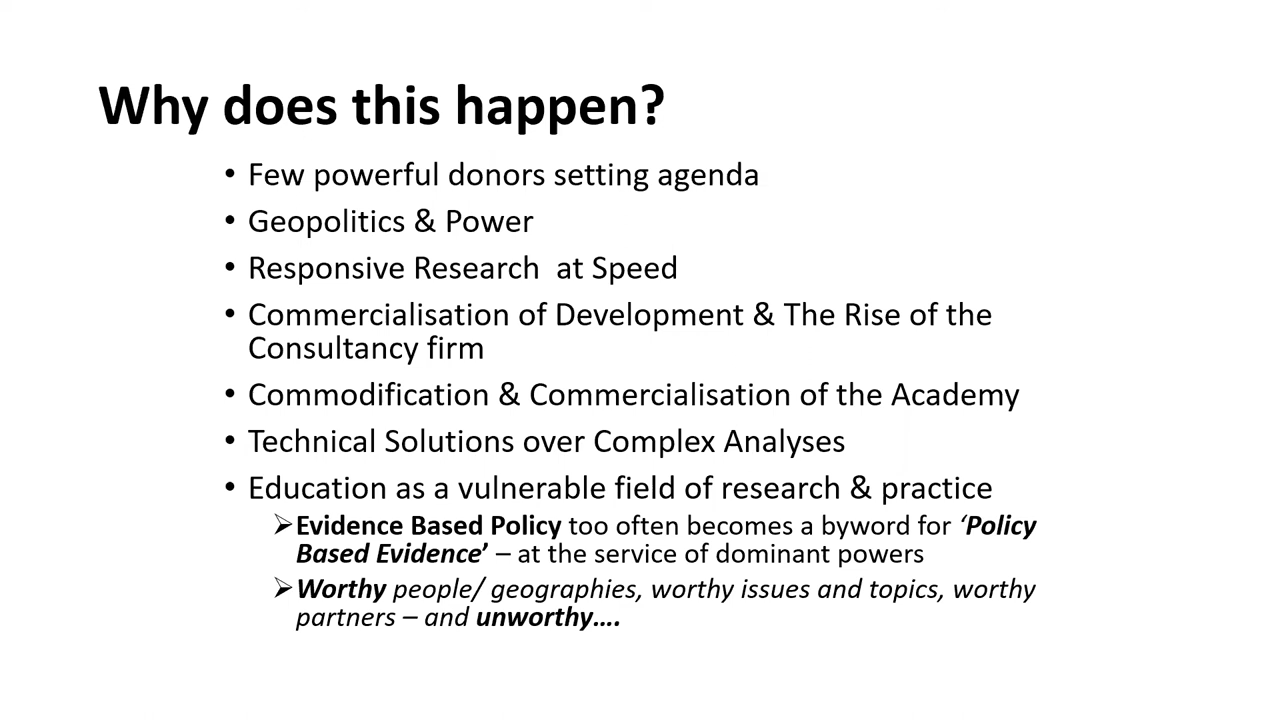 Why does this happen?
• Few powerful donors setting agenda
• Geopolitics & Power
• Responsive Research  at Speed
• Commercialisation of Development & The Rise of the
Consultancy firm
• Commodification & Commercialisation of the Academy
• Technical Solutions over Complex Analyses
• Education as a vulnerable field of research & practice
➢Evidence Based Policy too often becomes a byword for ‘Policy
Based Evidence’ – at the service of dominant powers
➢Worthy people/ geographies, worthy issues and topics, worthy
partners – and unworthy….